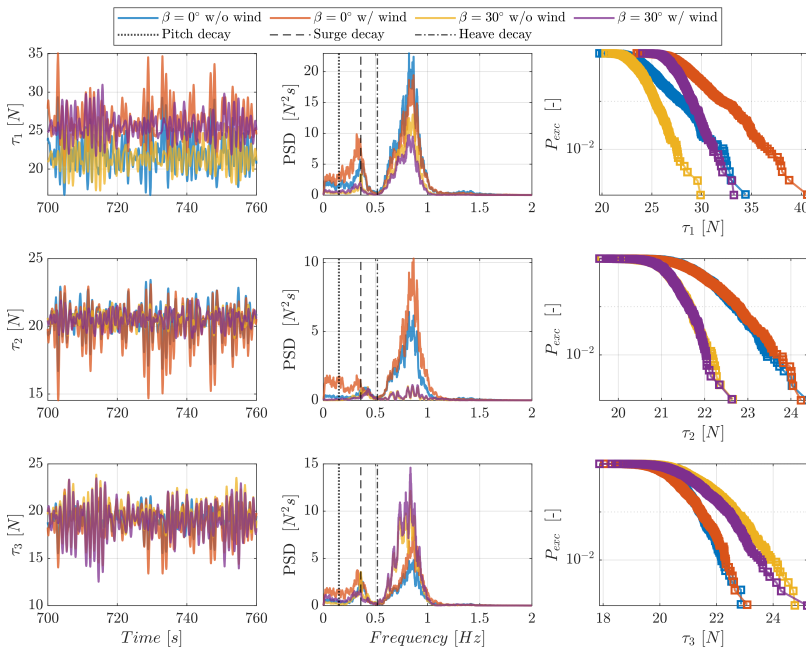 β = 0° w/o wind β = 0° w/ wind β = 30° w/o wind β = 30° w/ wind
Pitch decay Surge decay Heave decay
τ₁ [N]
35
30
25
20
700 720 740 760
PSD [N²s]
20
15
10
5
0
0 0.5 1 1.5 2
P_exc [-]
10⁻²
20 25 30 35 40
τ₁ [N]
τ₂ [N]
25
20
15
700 720 740 760
PSD [N²s]
10
5
0
0 0.5 1 1.5 2
P_exc [-]
10⁻²
20 21 22 23 24
τ₂ [N]
τ₃ [N]
25
20
15
10
700 720 740 760
Time [s]
PSD [N²s]
15
10
5
0
0 0.5 1 1.5 2
Frequency [Hz]
P_exc [-]
10⁻²
18 20 22 24
τ₃ [N]